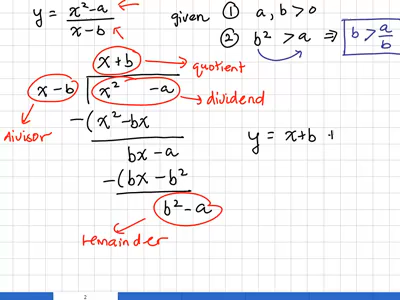 y = x²-a / x-b given ① a, b > 0
② b² > a ⇒ b > a/b
x + b quotient
x - b x² - a dividend
divisor -( x² - bx
bx - a
-( bx - b² y = x+b +
b² - a
remainder
2